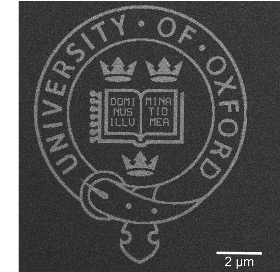 UNIVERSITY · OF · OXFORD
DOMI MINA
NUS TIO
ILLU MEA
2 μm